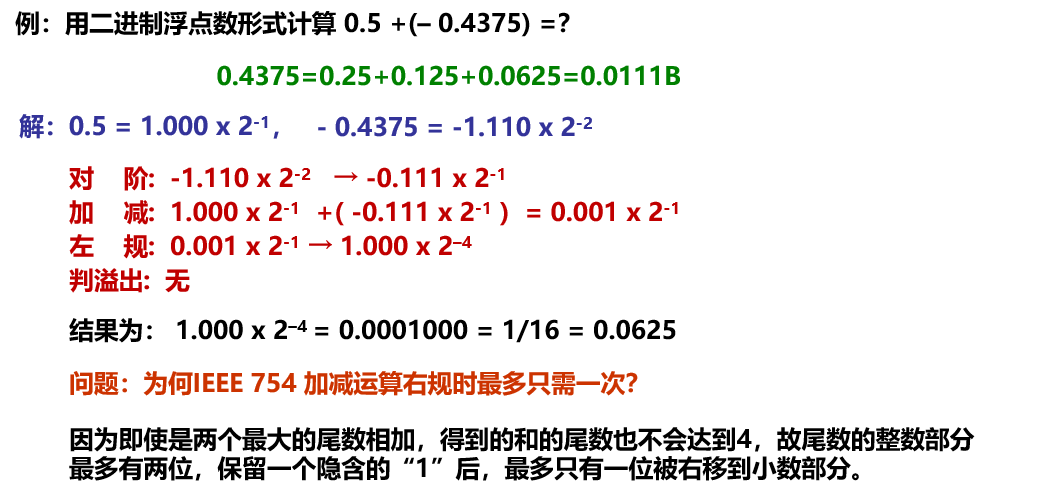 例：用二进制浮点数形式计算 0.5 +(– 0.4375) =?
0.4375=0.25+0.125+0.0625=0.0111B
解：0.5 = 1.000 x 2⁻¹， - 0.4375 = -1.110 x 2⁻²
对 阶: -1.110 x 2⁻² → -0.111 x 2⁻¹
加 减: 1.000 x 2⁻¹ +( -0.111 x 2⁻¹ ) = 0.001 x 2⁻¹
左 规: 0.001 x 2⁻¹ → 1.000 x 2⁻⁴
判溢出: 无
结果为： 1.000 x 2⁻⁴ = 0.0001000 = 1/16 = 0.0625
问题：为何IEEE 754 加减运算右规时最多只需一次？
因为即使是两个最大的尾数相加，得到的和的尾数也不会达到4，故尾数的整数部分
最多有两位，保留一个隐含的“1”后，最多只有一位被右移到小数部分。